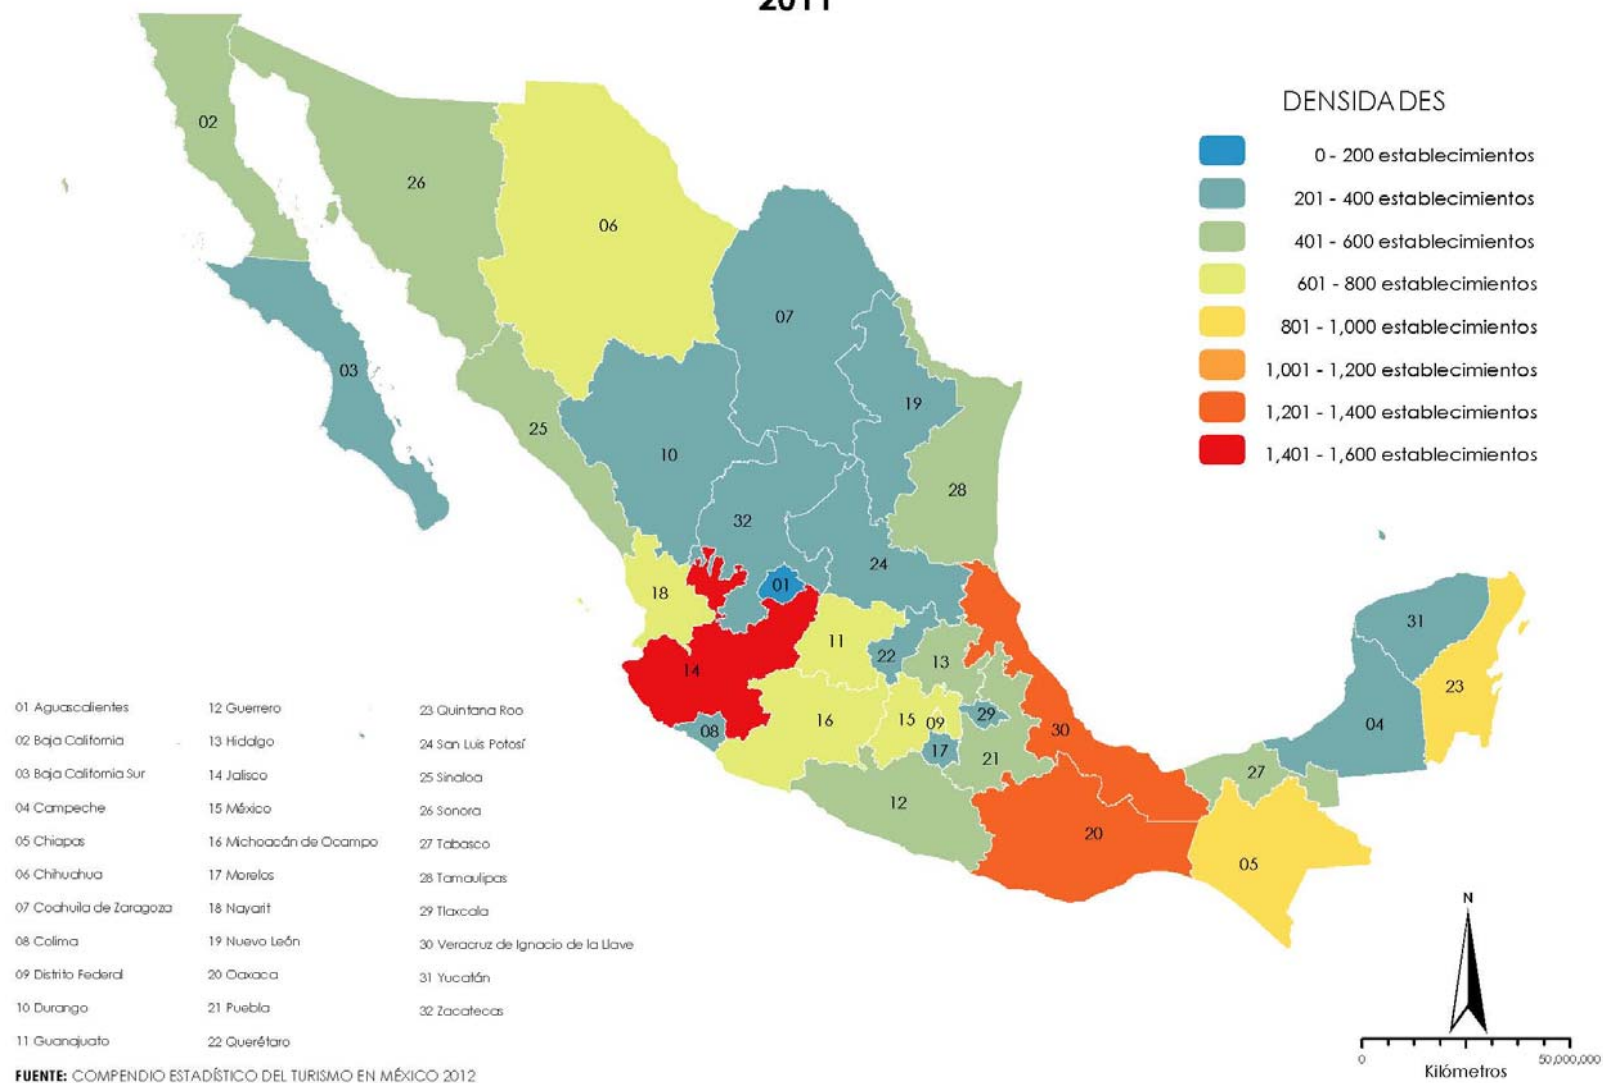 2011
DENSIDADES
0 - 200 establecimientos
201 - 400 establecimientos
401 - 600 establecimientos
601 - 800 establecimientos
801 - 1,000 establecimientos
1,001 - 1,200 establecimientos
1,201 - 1,400 establecimientos
1,401 - 1,600 establecimientos
02
26
06
07
03
19
25
10
28
32
24
01
18
31
11
22
13
14
23
16
15
09
29
08
30
04
17
21
27
12
20
05
01 Aguascalientes
02 Baja California
03 Baja California Sur
04 Campeche
05 Chiapas
06 Chihuahua
07 Coahuila de Zaragoza
08 Colima
09 Distrito Federal
10 Durango
11 Guanajuato
12 Guerrero
13 Hidalgo
14 Jalisco
15 México
16 Michoacán de Ocampo
17 Morelos
18 Nayarit
19 Nuevo León
20 Oaxaca
21 Puebla
22 Querétaro
23 Quintana Roo
24 San Luis Potosí
25 Sinaloa
26 Sonora
27 Tabasco
28 Tamaulipas
29 Tlaxcala
30 Veracruz de Ignacio de la Llave
31 Yucatán
32 Zacatecas
N
0 50,000,000
Kilómetros
FUENTE: COMPENDIO ESTADÍSTICO DEL TURISMO EN MÉXICO 2012